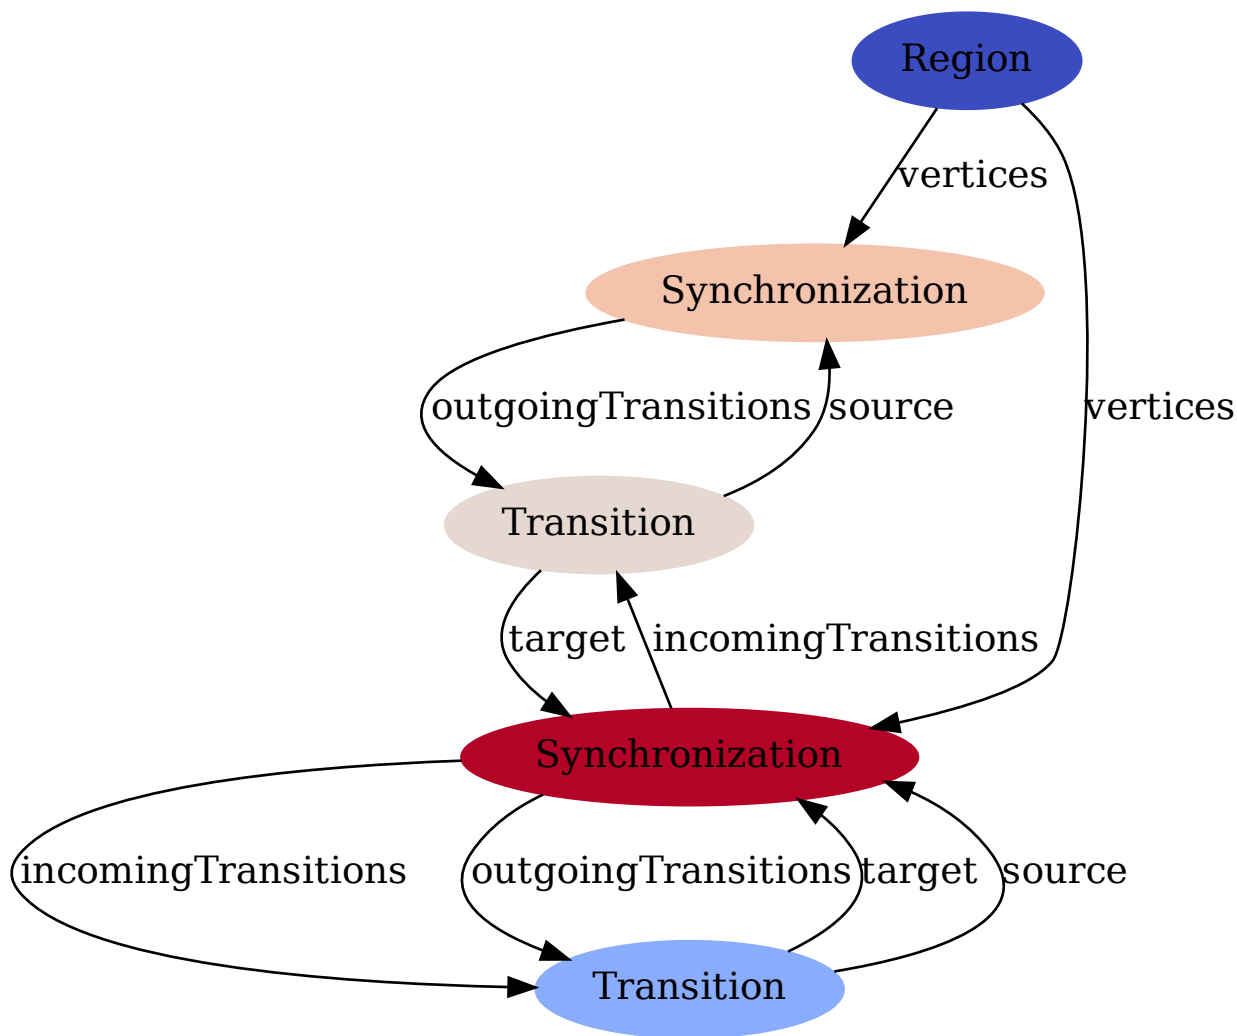 Region
vertices
Synchronization
outgoingTransitions
source
vertices
Transition
target
incomingTransitions
Synchronization
incomingTransitions
outgoingTransitions
target
source
Transition